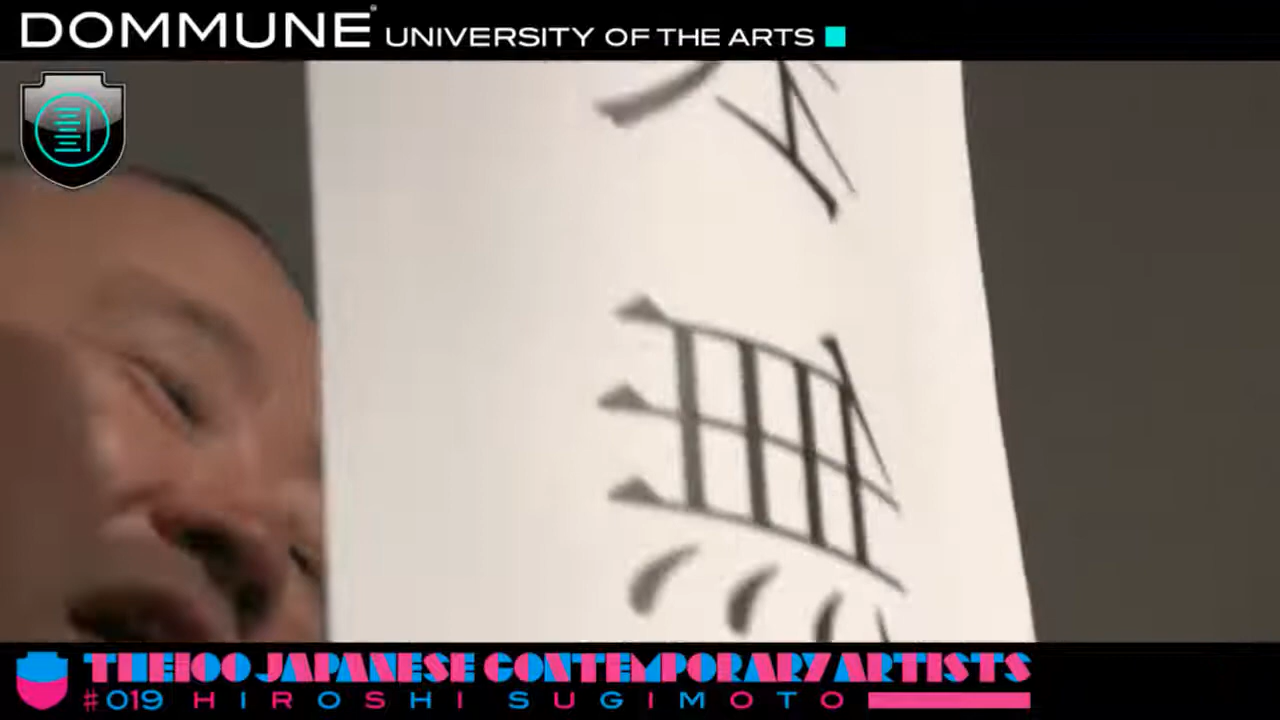 DOMMUNE UNIVERSITY OF THE ARTS
無
THE100 JAPANESE CONTEMPORARY ARTISTS
#019 HIROSHI SUGIMOTO